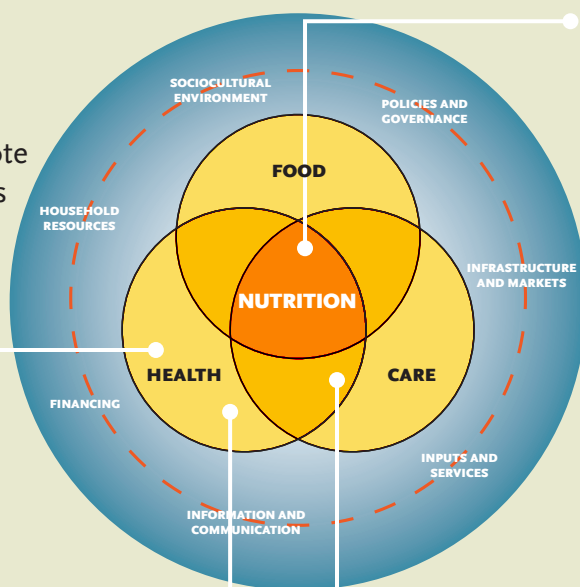 SOCIOCULTURAL
ENVIRONMENT
POLICIES AND
GOVERNANCE
ote
s
FOOD
HOUSEHOLD
RESOURCES
INFRASTRUCTURE
AND MARKETS
NUTRITION
HEALTH
CARE
FINANCING
INPUTS AND
SERVICES
INFORMATION AND
COMMUNICATION